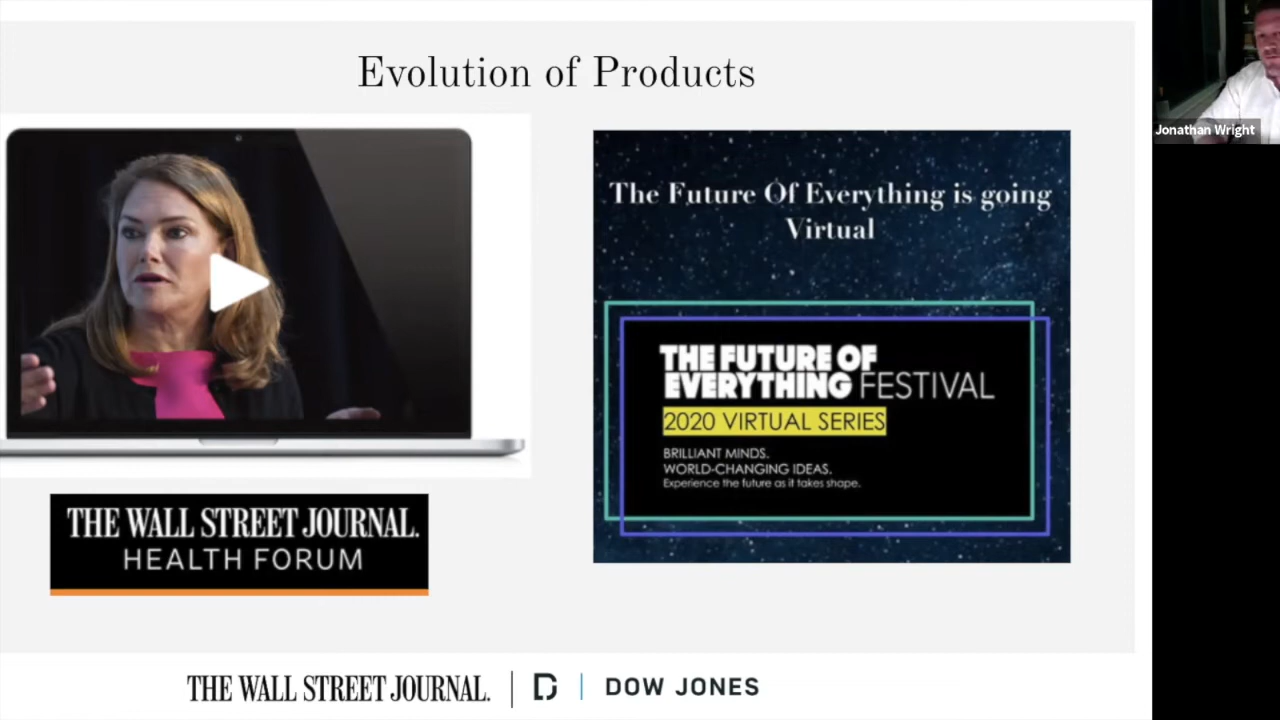 Evolution of Products
Jonathan Wright
The Future Of Everything is going
Virtual
THE FUTURE OF
EVERYTHING FESTIVAL
2020 VIRTUAL SERIES
BRILLIANT MINDS.
WORLD-CHANGING IDEAS.
Experience the future as it takes shape.
THE WALL STREET JOURNAL.
HEALTH FORUM
THE WALL STREET JOURNAL. | D | DOW JONES